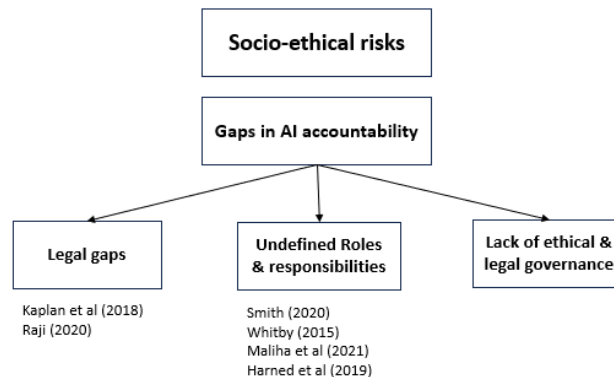 Socio-ethical risks
Gaps in AI accountability
Legal gaps
Kaplan et al (2018)
Raji (2020)
Undefined Roles
& responsibilities
Smith (2020)
Whitby (2015)
Maliha et al (2021)
Harned et al (2019)
Lack of ethical &
legal governance